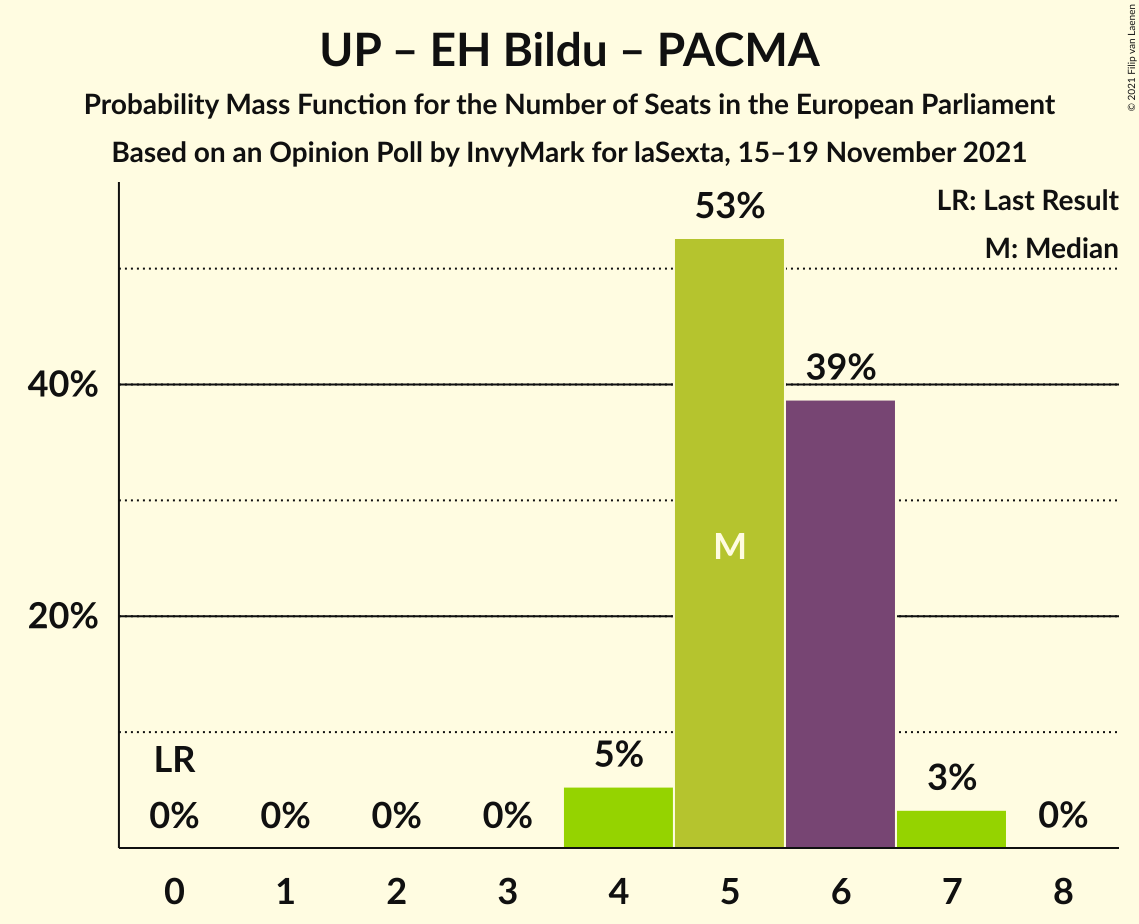 UP – EH Bildu – PACMA
Probability Mass Function for the Number of Seats in the European Parliament
Based on an Opinion Poll by InvyMark for laSexta, 15–19 November 2021
© 2021 Filip van Laenen
LR: Last Result
M: Median
53%
39%
40%
M
20%
LR
5%
3%
0%
0%
0%
0%
0%
0
1
2
3
4
5
6
7
8